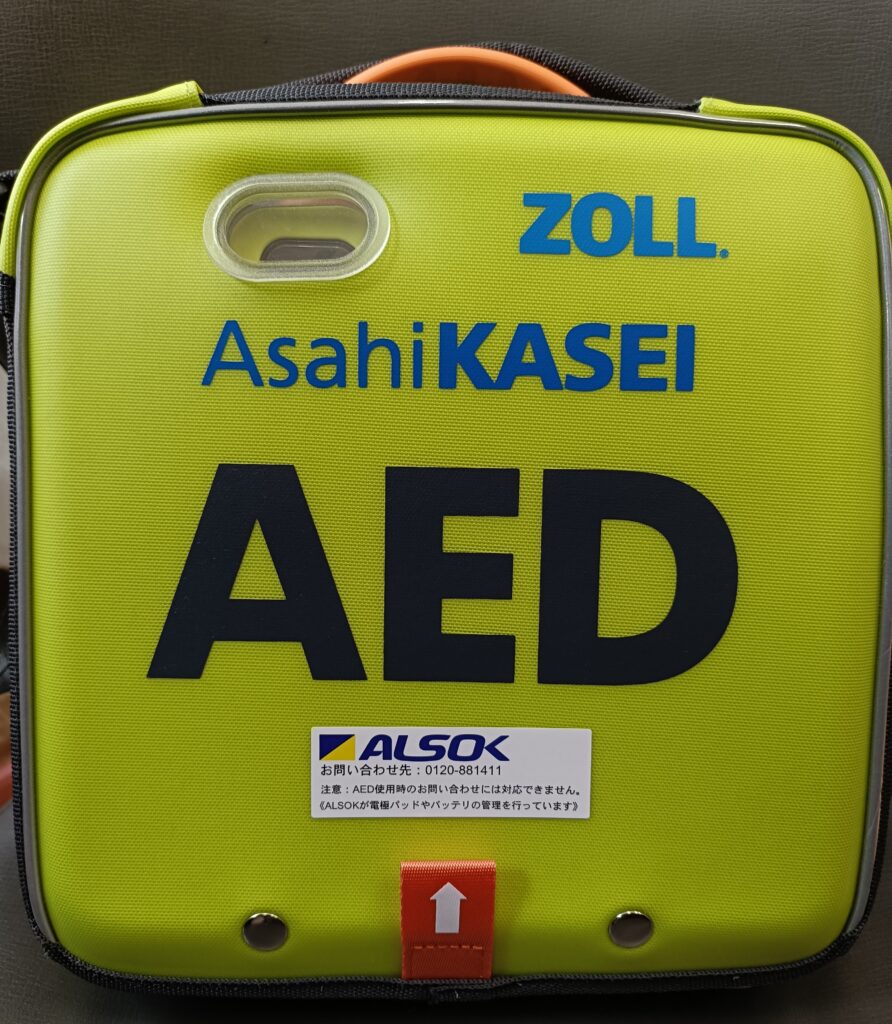 ZOLL®
AsahiKASEI
AED
ALSOK
お問い合わせ先：0120-881411
注意：AED使用時のお問い合わせには対応できません。
《ALSOKが電極パッドやバッテリの管理を行っています》